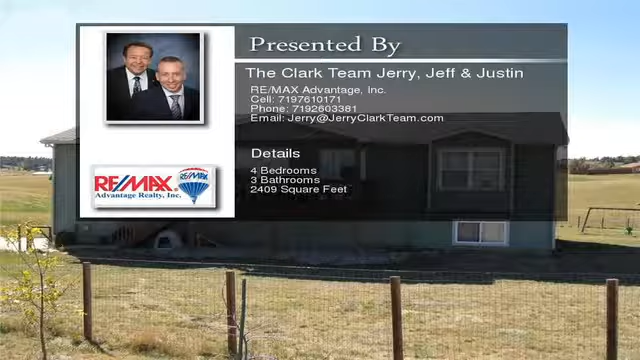 Presented By
The Clark Team Jerry, Jeff & Justin
RE/MAX Advantage, Inc.
Cell: 7197610171
Phone: 7192603381
Email: Jerry@JerryClarkTeam.com
Details
4 Bedrooms
3 Bathrooms
2409 Square Feet
RE/MAX
RE/MAX
Advantage Realty, Inc.